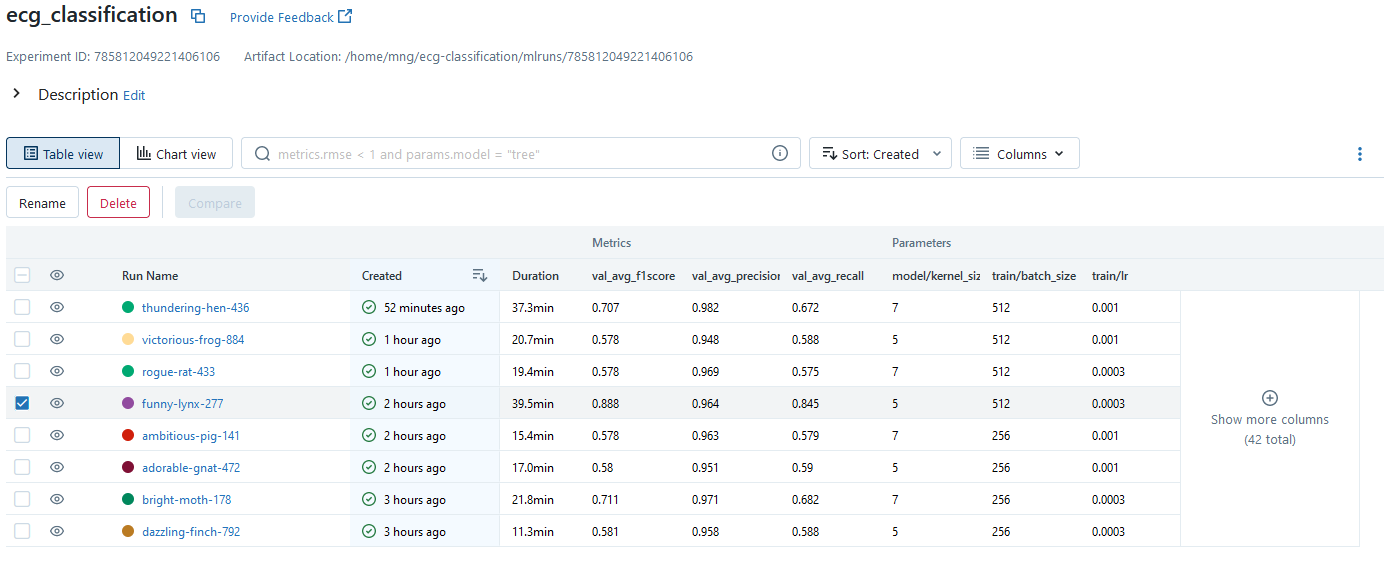 ecg_classification Provide Feedback
Experiment ID: 785812049221406106 Artifact Location: /home/mng/ecg-classification/mlruns/785812049221406106
Description Edit
Table view Chart view metrics.rmse < 1 and params.model = "tree" Sort: Created Columns
Rename Delete Compare
Metrics Parameters
Run Name Created Duration val_avg_f1score val_avg_precision val_avg_recall model/kernel_siz train/batch_size train/lr
thundering-hen-436 52 minutes ago 37.3min 0.707 0.982 0.672 7 512 0.001
victorious-frog-884 1 hour ago 20.7min 0.578 0.948 0.588 5 512 0.001
rogue-rat-433 1 hour ago 19.4min 0.578 0.969 0.575 7 512 0.0003
funny-lynx-277 2 hours ago 39.5min 0.888 0.964 0.845 5 512 0.0003
ambitious-pig-141 2 hours ago 15.4min 0.578 0.963 0.579 7 256 0.001
adorable-gnat-472 2 hours ago 17.0min 0.58 0.951 0.59 5 256 0.001
bright-moth-178 3 hours ago 21.8min 0.711 0.971 0.682 7 256 0.0003
dazzling-finch-792 3 hours ago 11.3min 0.581 0.958 0.588 5 256 0.0003
Show more columns
(42 total)